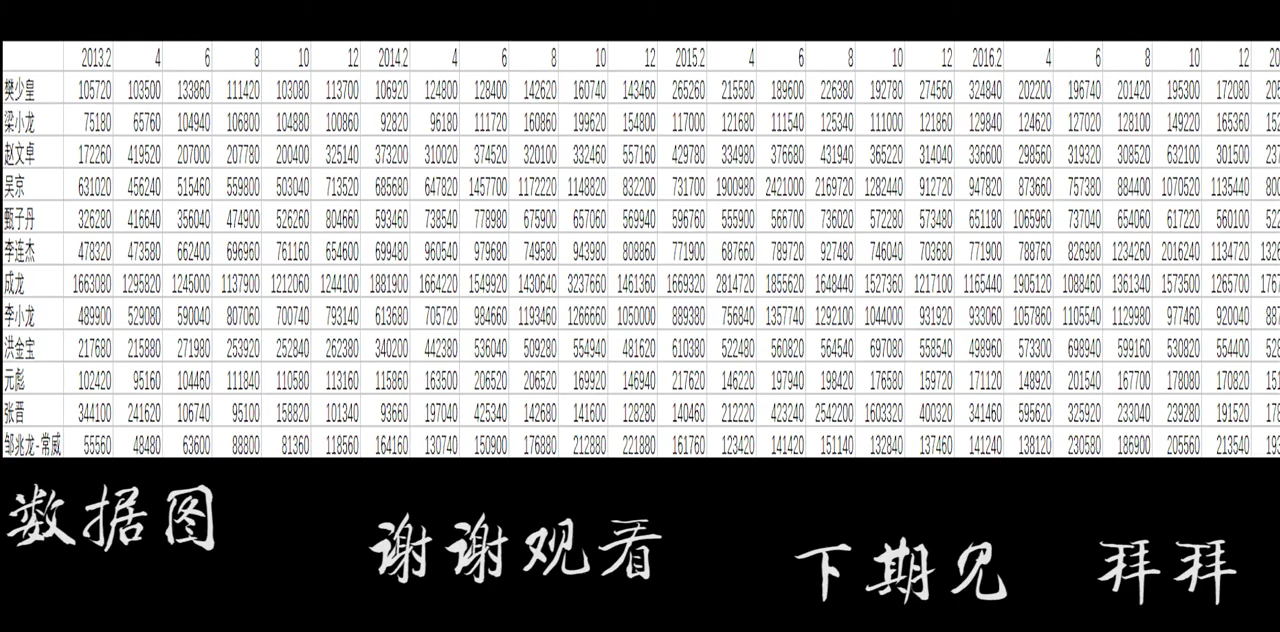 2013.2 4 6 8 10 12 2014.2 4 6 8 10 12 2015.2 4 6 8 10 12 2016.2 4 6 8 10 12 20
樊少皇 105720 103500 133860 111420 103080 113700 106920 124800 128400 142620 160740 143460 265260 215580 189600 226380 192780 274560 324840 202200 196740 201420 195300 172080 205
梁小龙 75180 65760 104940 106800 104880 100860 92820 96180 111720 160860 199620 154800 117000 121680 111540 125340 111000 121860 129840 124620 127020 128100 149220 165360 152
赵文卓 172260 419520 207000 207780 200400 325140 373200 310020 374520 320100 332460 557160 429780 334980 376680 431940 365220 314040 336600 298560 319320 308520 632100 301500 237
吴京 631020 456240 515460 559800 503040 713520 685680 647820 1457700 1172220 1148820 832200 731700 1900980 2421000 2169720 1432440 912720 947820 873660 757380 884400 1070520 1135440 800
甄子丹 326280 416640 356040 474900 526260 804660 593460 738540 778980 675900 657060 569940 596760 555900 566700 736020 572280 573480 651180 1065960 737040 654060 617220 560100 522
李连杰 478320 473580 662400 696960 761160 654600 699480 960540 979680 749580 943980 808860 771900 687660 789720 927480 746040 703680 771900 788760 826980 1234260 2016240 1134720 1326
成龙 1663080 1295820 1245000 1137900 1212060 1244100 1881900 1664220 1549920 1430640 3237660 1461360 1669320 2814720 1855620 1648440 1527360 1217100 1165440 1905120 1088460 1361340 1573500 1265700 1767
李小龙 489900 529080 590040 807060 700740 793140 613680 705720 984660 1193460 1266660 1050000 889380 756840 1357740 1292100 1044000 931920 933060 1057860 1105540 1129980 977460 920040 887
洪金宝 217680 215880 271980 253920 252840 262380 340200 442380 536040 509280 554940 481620 610380 522480 560820 564540 697080 558540 498960 573300 698940 599160 530820 554400 528
元彪 102420 95160 104460 111840 110580 113160 115860 163500 206520 206520 169920 146940 217620 146220 197940 198420 176580 159720 171120 148920 201540 167700 178080 170820 151
张晋 344100 241620 106740 95100 158820 101340 93660 197040 425340 142680 141600 128280 140460 212220 423240 2542200 1603320 400320 341460 595620 325920 233040 239280 191520 170
邹兆龙-常威 55560 48480 63600 88800 81360 118560 164160 130740 150900 176880 212880 221880 161760 123420 141420 151140 132840 137460 141240 138120 230580 186900 205560 213540 193
数据图
谢谢观看
下期见
拜拜